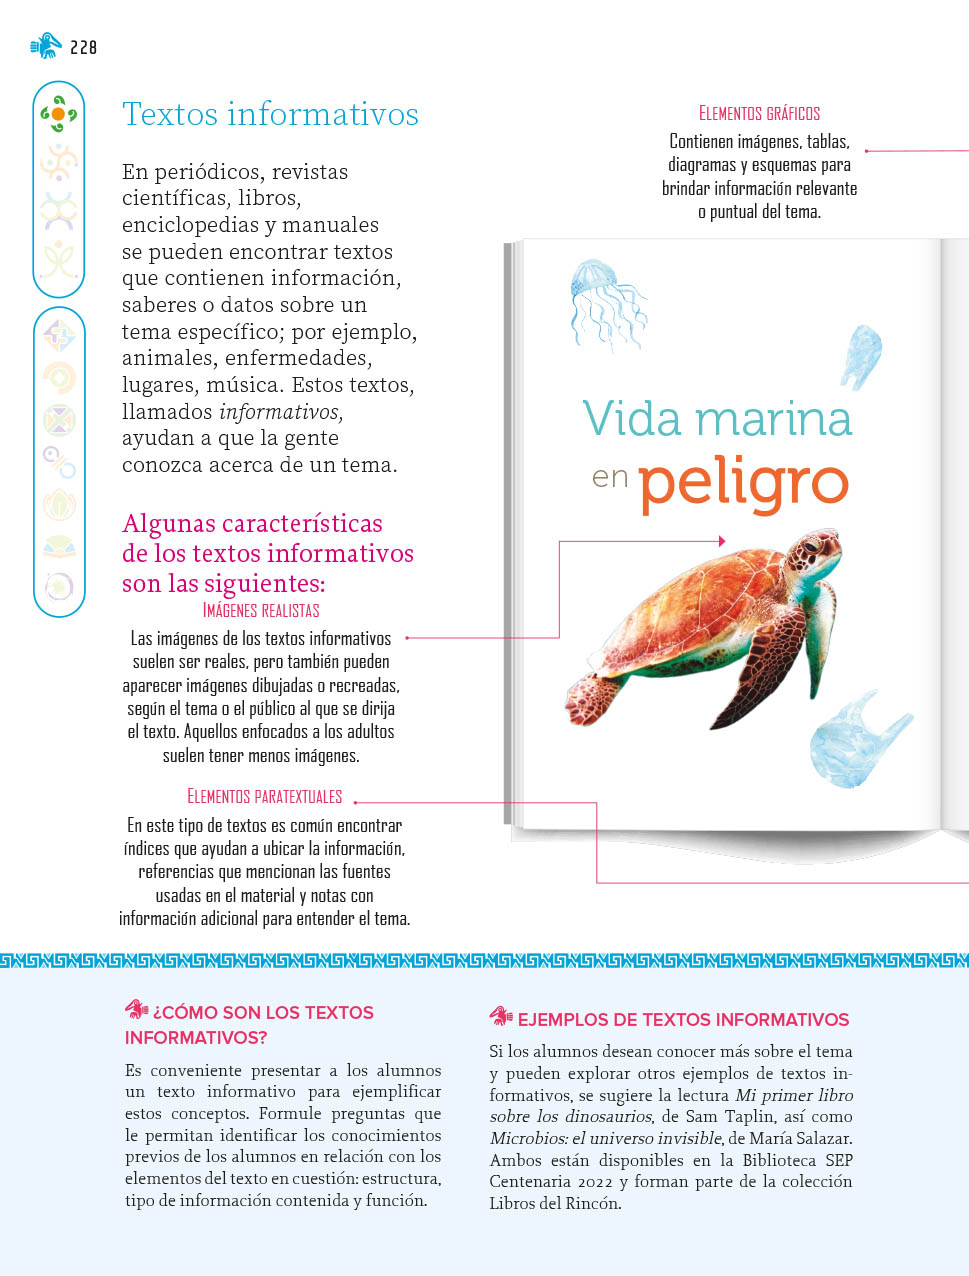 228
Textos informativos
En periódicos, revistas
científicas, libros,
enciclopedias y manuales
se pueden encontrar textos
que contienen información,
saberes o datos sobre un
tema específico; por ejemplo,
animales, enfermedades,
lugares, música. Estos textos,
llamados informativos,
ayudan a que la gente
conozca acerca de un tema.
Algunas características
de los textos informativos
son las siguientes:
IMÁGENES REALISTAS
Las imágenes de los textos informativos
suelen ser reales, pero también pueden
aparecer imágenes dibujadas o recreadas,
según el tema o el público al que se dirija
el texto. Aquellos enfocados a los adultos
suelen tener menos imágenes.
ELEMENTOS PARATEXTUALES
En este tipo de textos es común encontrar
índices que ayudan a ubicar la información,
referencias que mencionan las fuentes
usadas en el material y notas con
información adicional para entender el tema.
ELEMENTOS GRÁFICOS
Contienen imágenes, tablas,
diagramas y esquemas para
brindar información relevante
o puntual del tema.
Vida marina
en peligro
¿CÓMO SON LOS TEXTOS
INFORMATIVOS?
Es conveniente presentar a los alumnos
un texto informativo para ejemplificar
estos conceptos. Formule preguntas que
le permitan identificar los conocimientos
previos de los alumnos en relación con los
elementos del texto en cuestión: estructura,
tipo de información contenida y función.
EJEMPLOS DE TEXTOS INFORMATIVOS
Si los alumnos desean conocer más sobre el tema
y pueden explorar otros ejemplos de textos in-
formativos, se sugiere la lectura Mi primer libro
sobre los dinosaurios, de Sam Taplin, así como
Microbios: el universo invisible, de María Salazar.
Ambos están disponibles en la Biblioteca SEP
Centenaria 2022 y forman parte de la colección
Libros del Rincón.